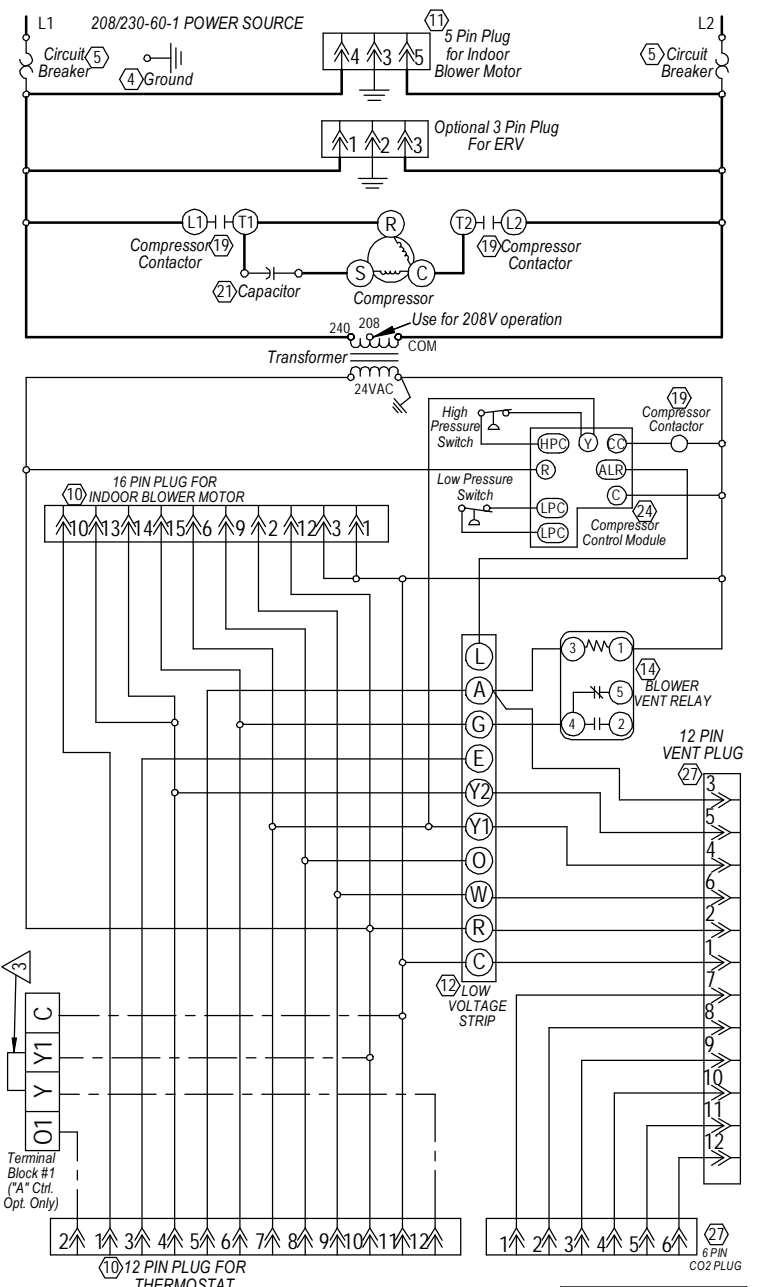 L1 208/230-60-1 POWER SOURCE L2
11
5 Pin Plug
for Indoor
Blower Motor
4 3 5
Circuit
Breaker
5
4
Ground
5
Circuit
Breaker
Optional 3 Pin Plug
For ERV
1 2 3
L1 T1 R T2 L2
Compressor
Contactor
19
19
Compressor
Contactor
21
Capacitor
S C
Compressor
240 208 Use for 208V operation
COM
Transformer
24VAC
High
Pressure
Switch
19
Compressor
Contactor
HPC Y CC
R ALR
Low Pressure
Switch
LPC C
LPC
24
Compressor
Control Module
10
16 PIN PLUG FOR
INDOOR BLOWER MOTOR
10 13 14 15 6 9 2 12 3 1
L
A
G
E
Y2
Y1
O
W
R
C
12
LOW
VOLTAGE
STRIP
3 1
5
4 2
14
BLOWER
VENT RELAY
12 PIN
VENT PLUG
27
3
5
4
6
2
1
7
8
9
10
11
12
3
C
Y1
Y
O1
Terminal
Block #1
("A" Ctrl.
Opt. Only)
2 1 3 4 5 6 7 8 9 10 11 12
10
12 PIN PLUG FOR
THERMOSTAT
1 2 3 4 5 6
27
6 PIN
CO2 PLUG